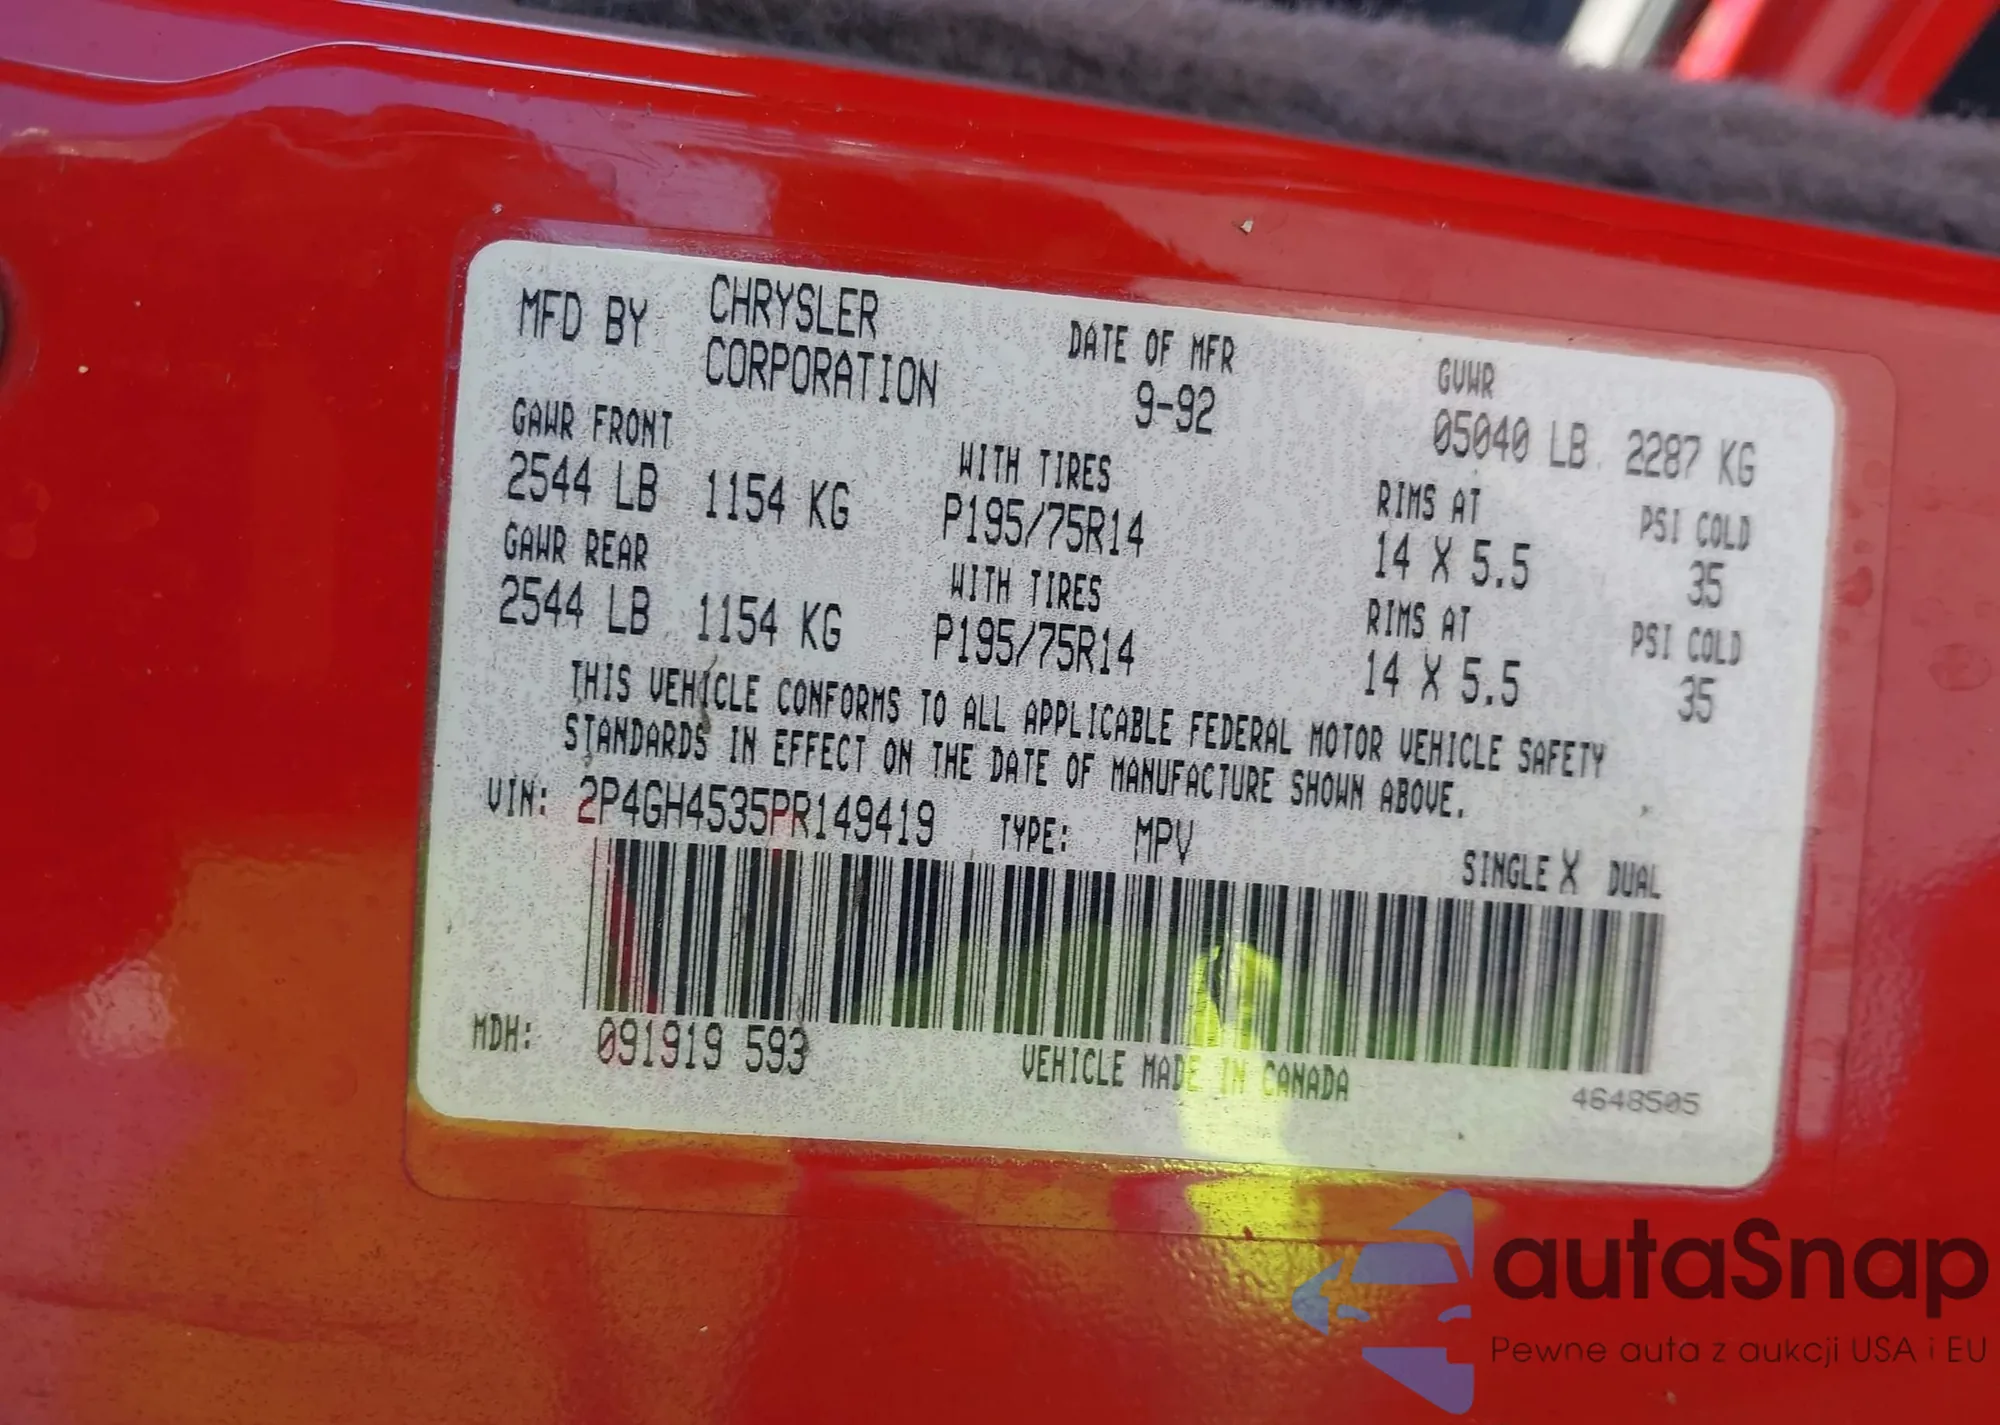 MFD BY CHRYSLER CORPORATION DATE OF MFR 9-92 GVWR 05040 LB 2287 KG
GAWR FRONT WITH TIRES RIMS AT PSI COLD
2544 LB 1154 KG P195/75R14 14 X 5.5 35
GAWR REAR WITH TIRES RIMS AT PSI COLD
2544 LB 1154 KG P195/75R14 14 X 5.5 35
THIS VEHICLE CONFORMS TO ALL APPLICABLE FEDERAL MOTOR VEHICLE SAFETY
STANDARDS IN EFFECT ON THE DATE OF MANUFACTURE SHOWN ABOVE.
VIN: 2P4GH4535PR149419 TYPE: MPV SINGLE X DUAL
MDH: 091919 593 VEHICLE MADE IN CANADA 4648505
autaSnap
Pewne auta z aukcji USA i EU